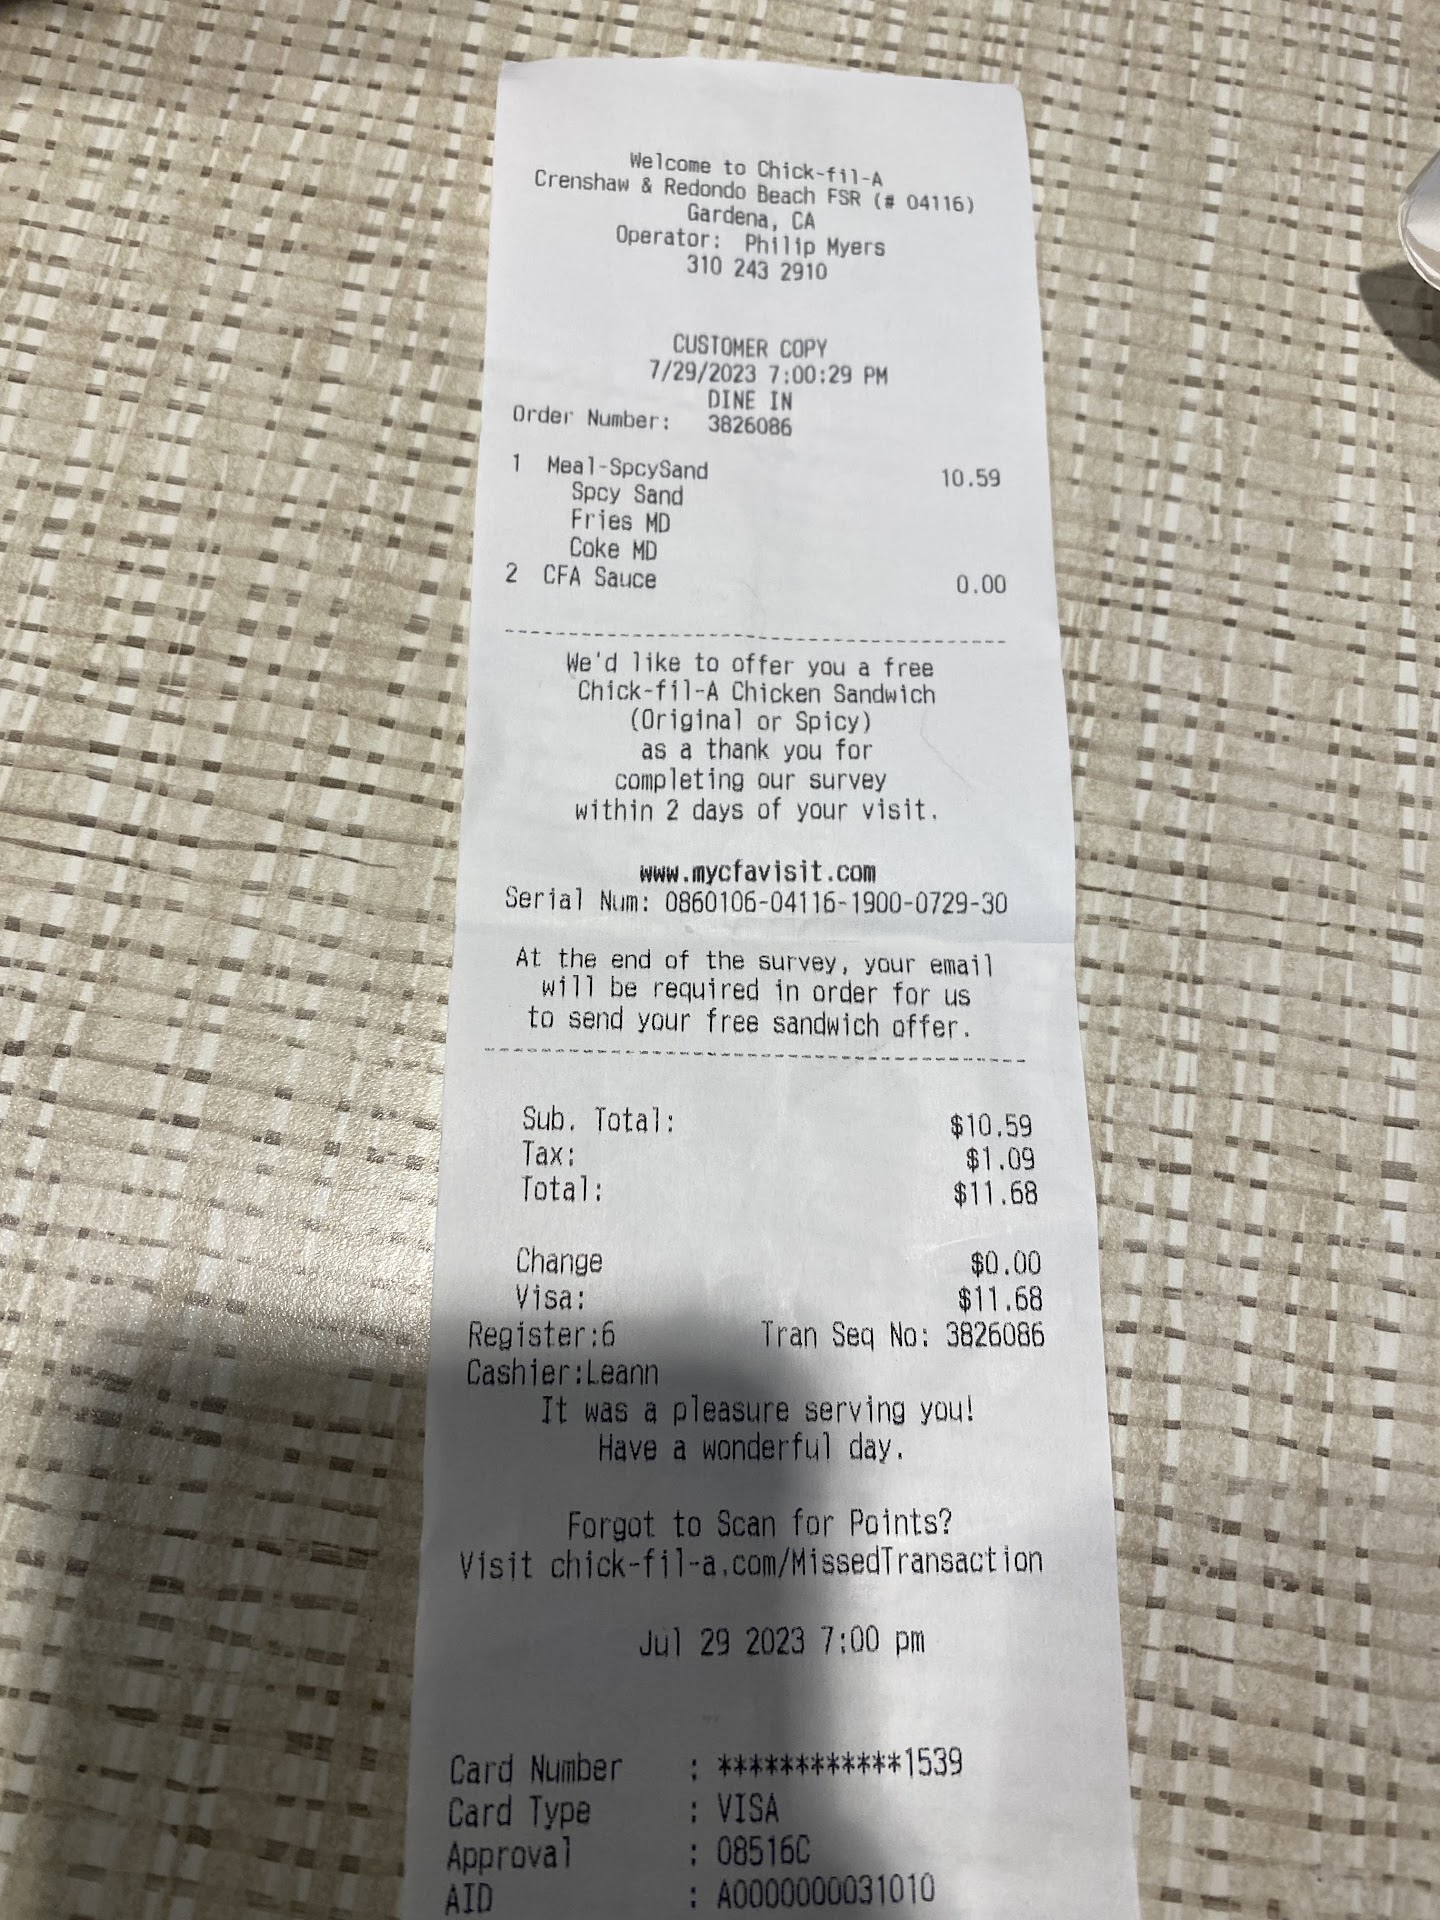 Welcome to Chick-fil-A
Crenshaw & Redondo Beach FSR (# 04116)
Gardena, CA
Operator: Philip Myers
310 243 2910
CUSTOMER COPY
7/29/2023 7:00:29 PM
DINE IN
Order Number: 3826086
1 Meal-SpcySand 10.59
Spcy Sand
Fries MD
Coke MD
2 CFA Sauce 0.00
We'd like to offer you a free
Chick-fil-A Chicken Sandwich
(Original or Spicy)
as a thank you for
completing our survey
within 2 days of your visit.
www.mycfavisit.com
Serial Num: 0860106-04116-1900-0729-30
At the end of the survey, your email
will be required in order for us
to send your free sandwich offer.
Sub. Total: $10.59
Tax: $1.09
Total: $11.68
Change $0.00
Visa: $11.68
Register:6 Tran Seq No: 3826086
Cashier:Leann
It was a pleasure serving you!
Have a wonderful day.
Forgot to Scan for Points?
Visit chick-fil-a.com/MissedTransaction
Jul 29 2023 7:00 pm
Card Number : ************1539
Card Type : VISA
Approval : 08516C
AID : A0000000031010